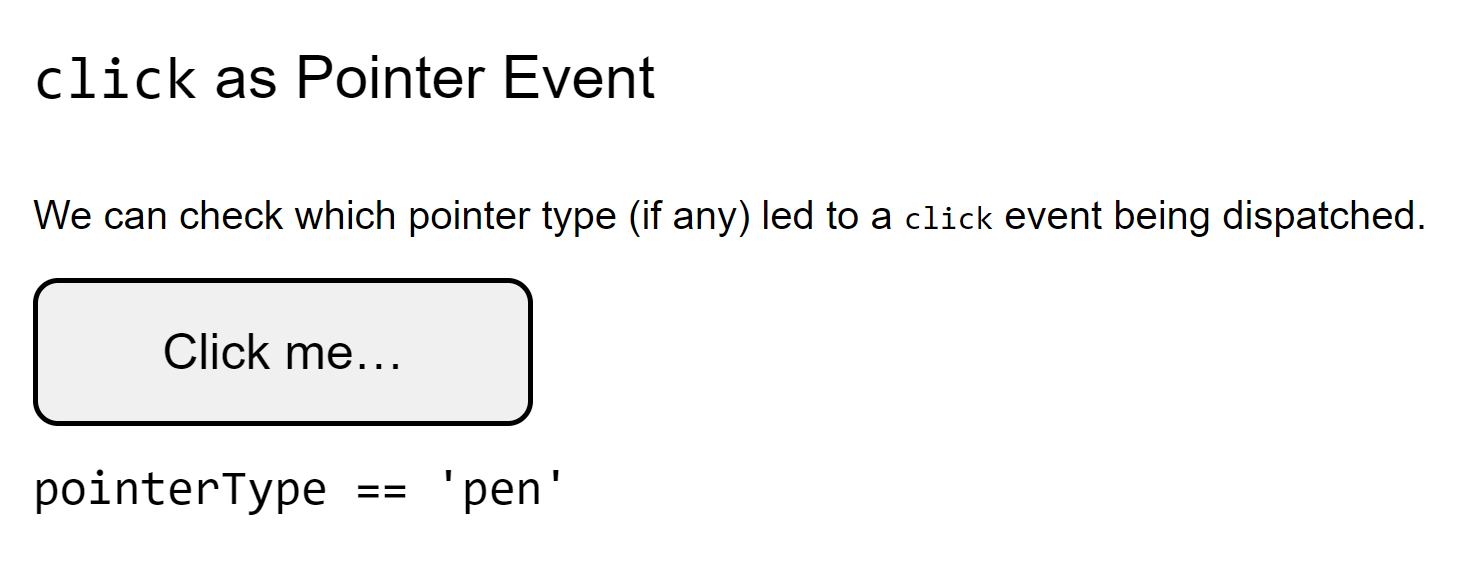 click as Pointer Event
We can check which pointer type (if any) led to a click event being dispatched.
Click me…
pointerType == 'pen'